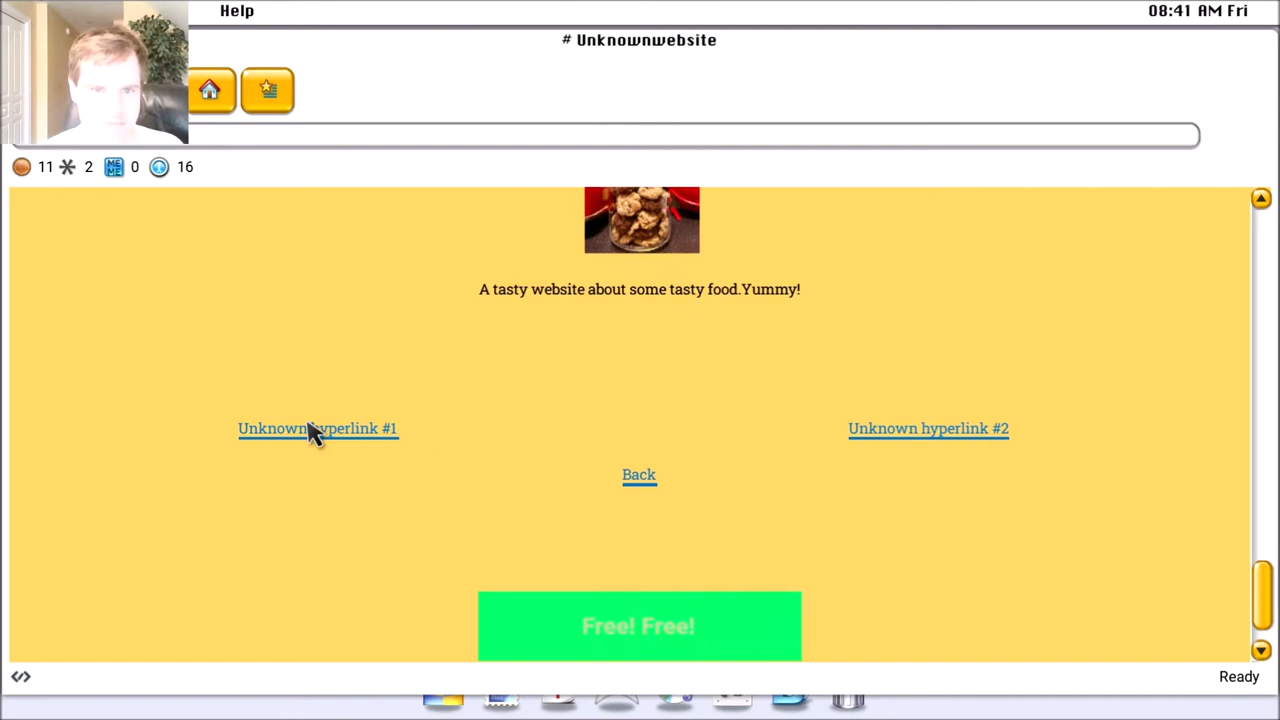 Help
08:41 AM Fri
# Unknownwebsite
11
2
MEME
0
16
A tasty website about some tasty food.Yummy!
Unknown hyperlink #1
Unknown hyperlink #2
Back
Free! Free!
Ready